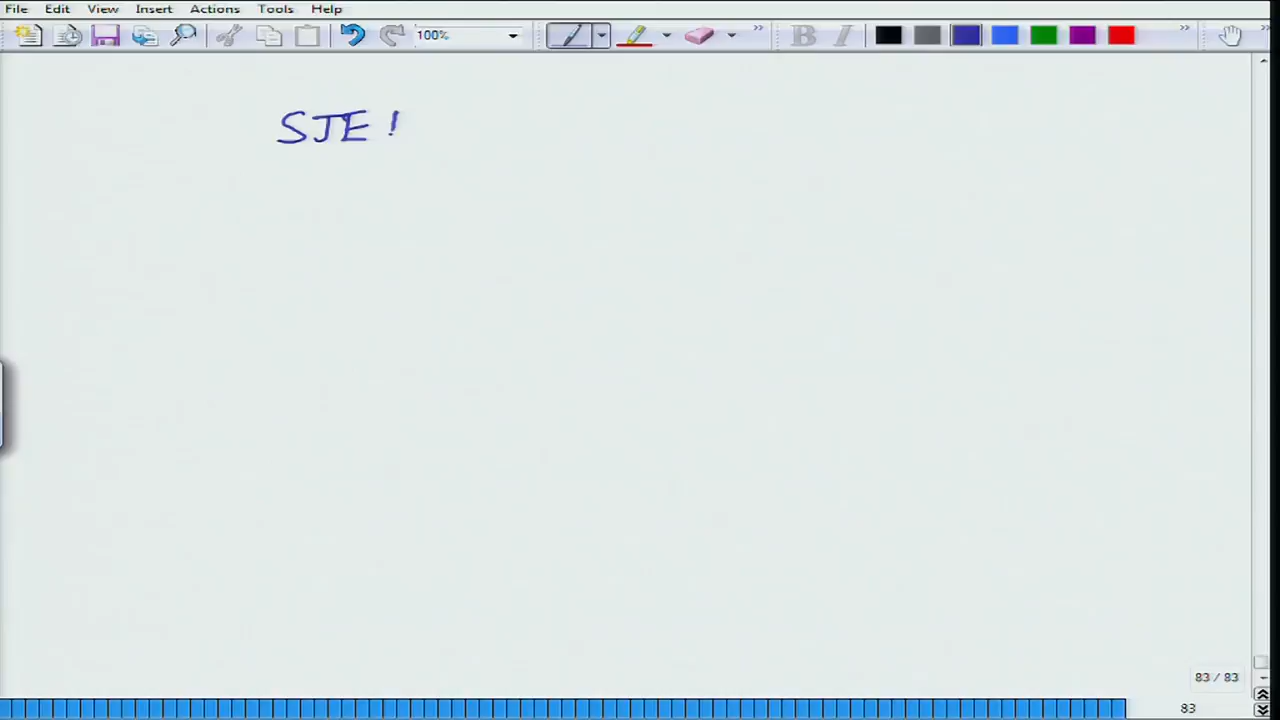 File Edit View Insert Actions Tools Help
100% B I
SJE !
83 / 83
83